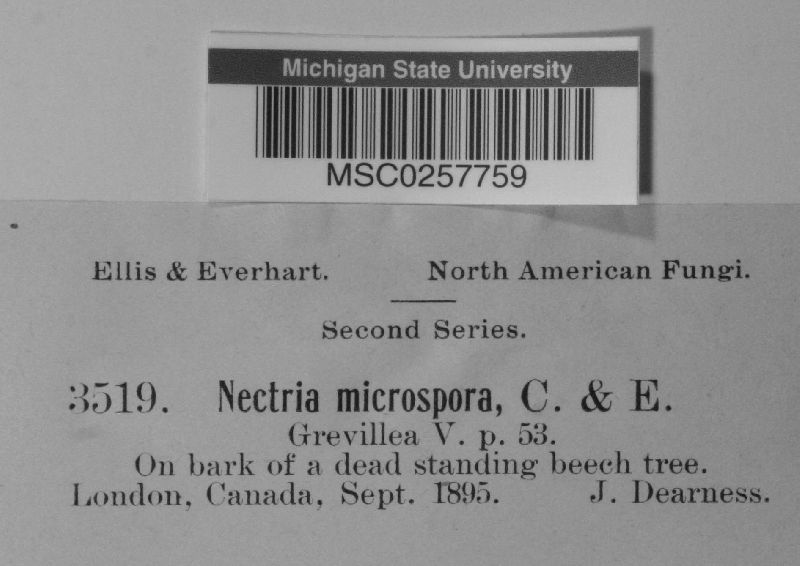 Michigan State University
MSC0257759
Ellis & Everhart. North American Fungi.
Second Series.
3519. Nectria microspora, C. & E.
Grevillea V. p. 53.
On bark of a dead standing beech tree.
London, Canada, Sept. 1895. J. Dearness.